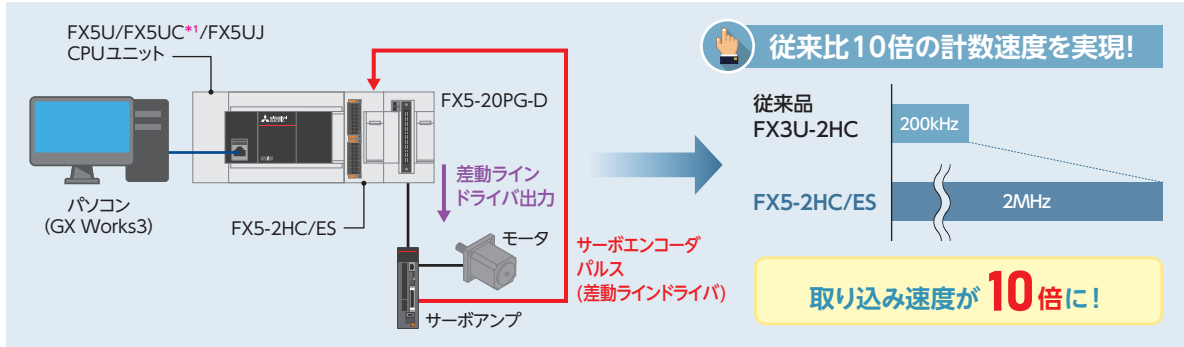 FX5U/FX5UC*1/FX5UJ
CPUユニット
FX5-20PG-D
差動ライン
ドライバ出力
パソコン
(GX Works3)
FX5-2HC/ES
モータ
サーボアンプ
サーボエンコーダ
パルス
(差動ラインドライバ)
従来比10倍の計数速度を実現!
従来品
FX3U-2HC
200kHz
FX5-2HC/ES
2MHz
取り込み速度が10倍に!